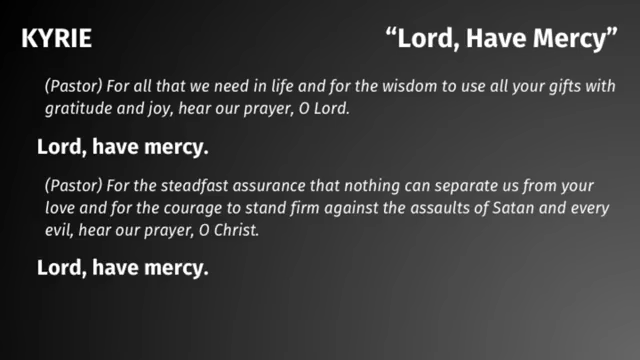 KYRIE “Lord, Have Mercy”
(Pastor) For all that we need in life and for the wisdom to use all your gifts with
gratitude and joy, hear our prayer, O Lord.
Lord, have mercy.
(Pastor) For the steadfast assurance that nothing can separate us from your
love and for the courage to stand firm against the assaults of Satan and every
evil, hear our prayer, O Christ.
Lord, have mercy.